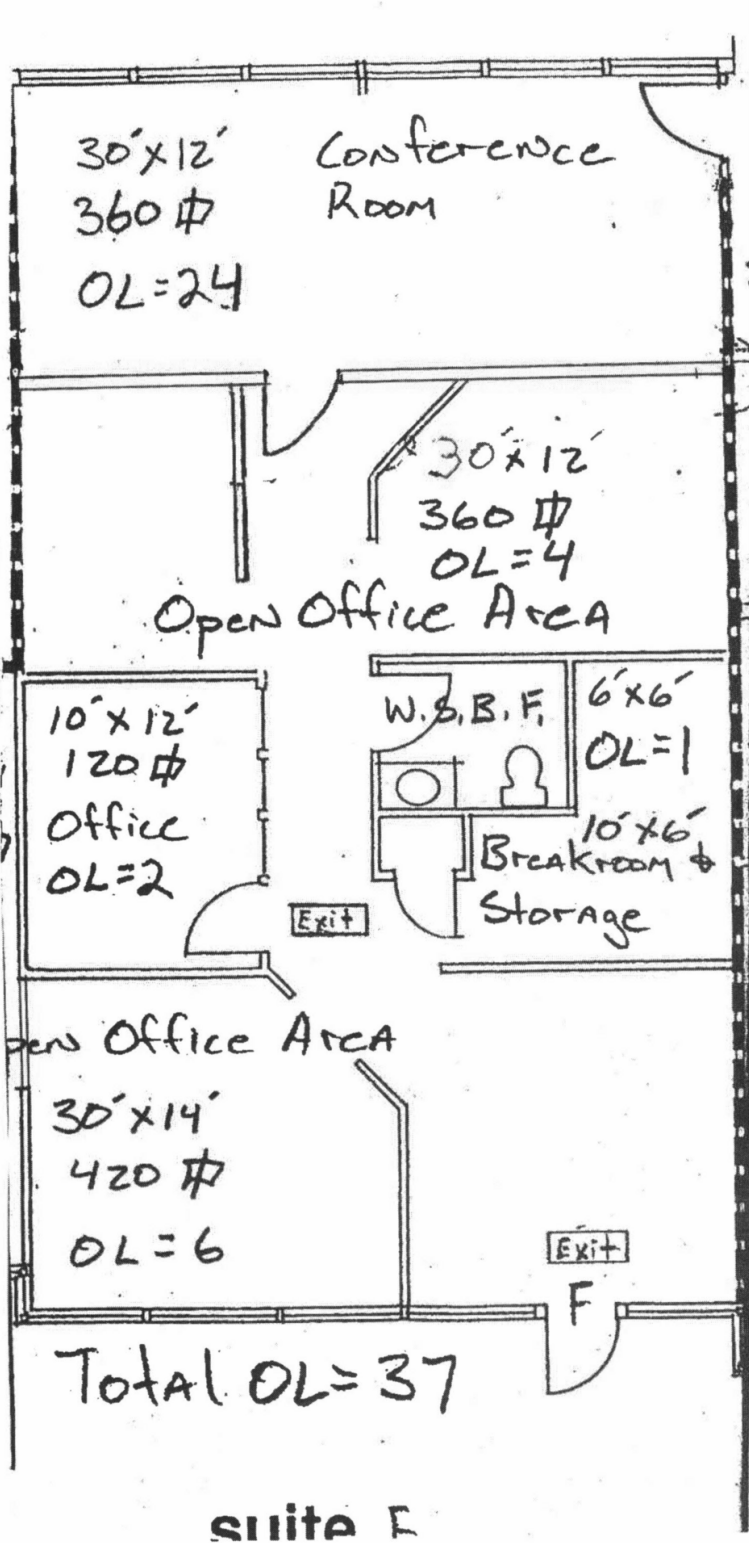 30'x12'
360 ⏍
OL=24
Conference
Room
30'x12'
360 ⏍
OL=4
Open Office Area
10'x12'
120 ⏍
Office
OL=2
W.S.B.F.
6'x6'
OL=1
10'x6'
Breakroom &
Storage
Exit
pen Office Area
30'x14'
420 ⏍
OL=6
Exit
F
Total OL=37
suite F